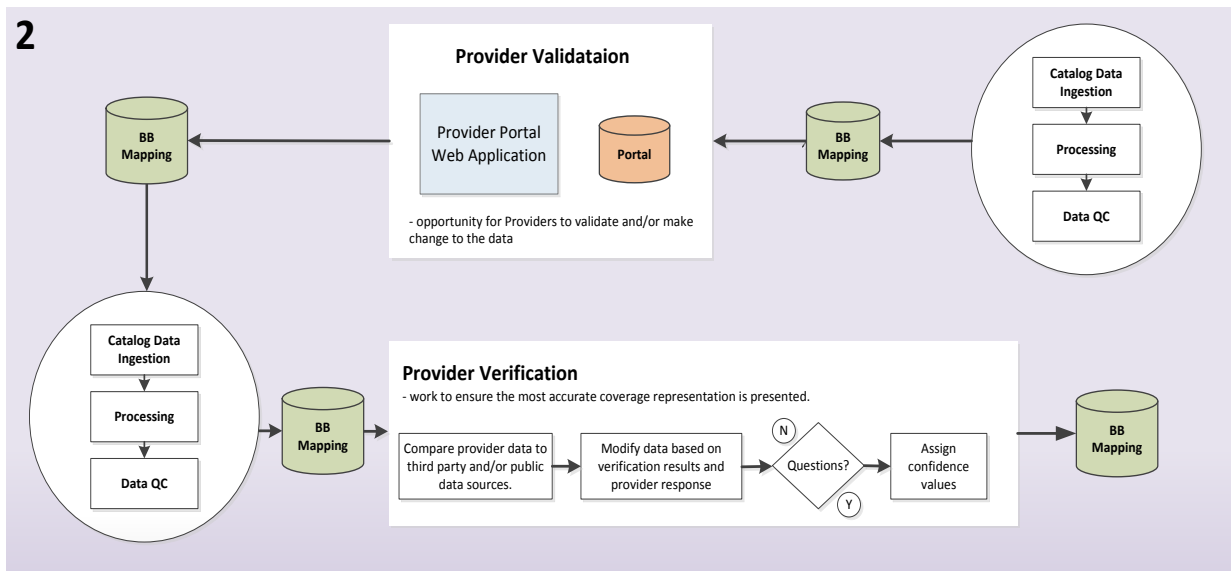 2
Provider Validataion
Provider Portal
Web Application
Portal
- opportunity for Providers to validate and/or make
change to the data
BB
Mapping
BB
Mapping
Catalog Data
Ingestion
Processing
Data QC
Catalog Data
Ingestion
Processing
Data QC
BB
Mapping
Provider Verification
- work to ensure the most accurate coverage representation is presented.
Compare provider data to
third party and/or public
data sources.
Modify data based on
verification results and
provider response
N
Questions?
Y
Assign
confidence
values
BB
Mapping